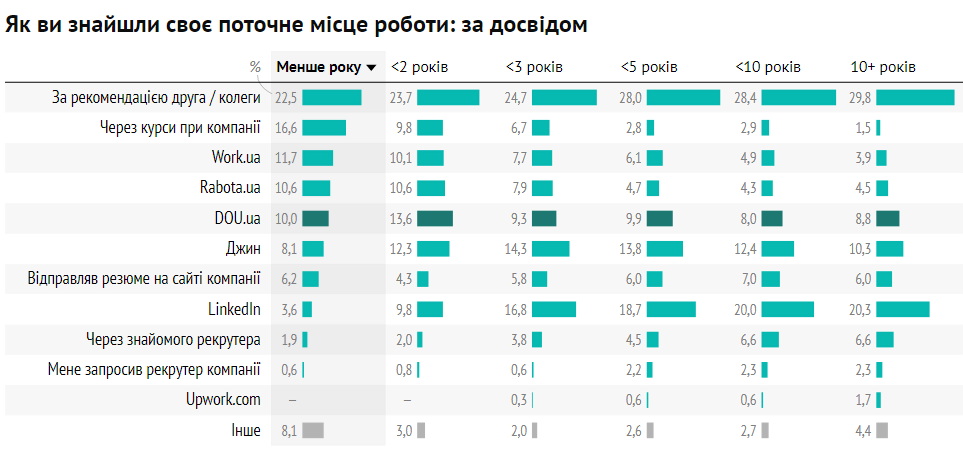 Як ви знайшли своє поточне місце роботи: за досвідом
% Менше року <2 років <3 років <5 років <10 років 10+ років
За рекомендацією друга / колеги 22,5 23,7 24,7 28,0 28,4 29,8
Через курси при компанії 16,6 9,8 6,7 2,8 2,9 1,5
Work.ua 11,7 10,1 7,7 6,1 4,9 3,9
Rabota.ua 10,6 10,6 7,9 4,7 4,3 4,5
DOU.ua 10,0 13,6 9,3 9,9 8,0 8,8
Джин 8,1 12,3 14,3 13,8 12,4 10,3
Відправляв резюме на сайті компанії 6,2 4,3 5,8 6,0 7,0 6,0
LinkedIn 3,6 9,8 16,8 18,7 20,0 20,3
Через знайомого рекрутера 1,9 2,0 3,8 4,5 6,6 6,6
Мене запросив рекрутер компанії 0,6 0,8 0,6 2,2 2,3 2,3
Upwork.com – – 0,3 0,6 0,6 1,7
Інше 8,1 3,0 2,0 2,6 2,7 4,4